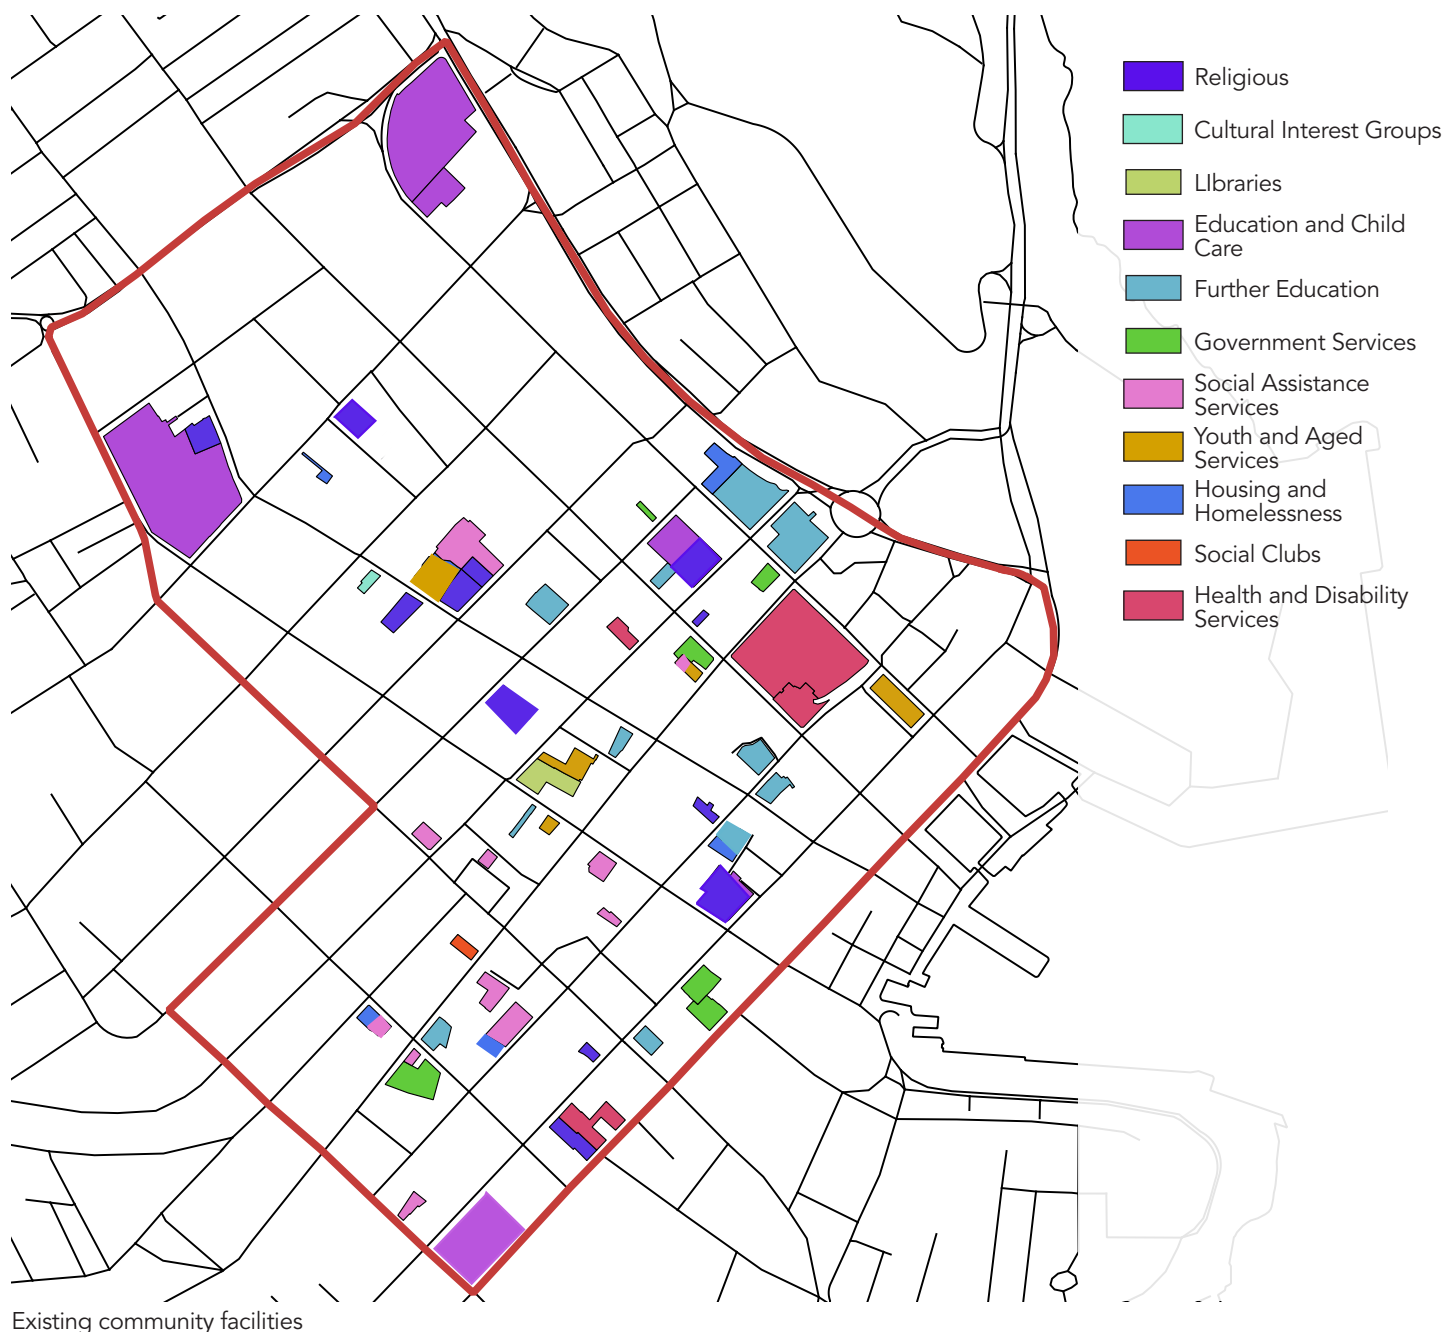 Religious
Cultural Interest Groups
LIbraries
Education and Child
Care
Further Education
Government Services
Social Assistance
Services
Youth and Aged
Services
Housing and
Homelessness
Social Clubs
Health and Disability
Services
Existing community facilities